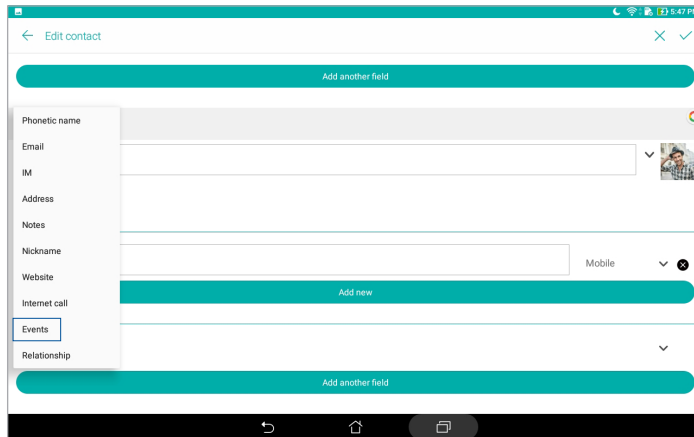 5:47 P
Edit contact
Add another field
Phonetic name
Email
IM
Address
Notes
Nickname
Mobile
Website
Add new
Internet call
Events
Relationship
Add another field